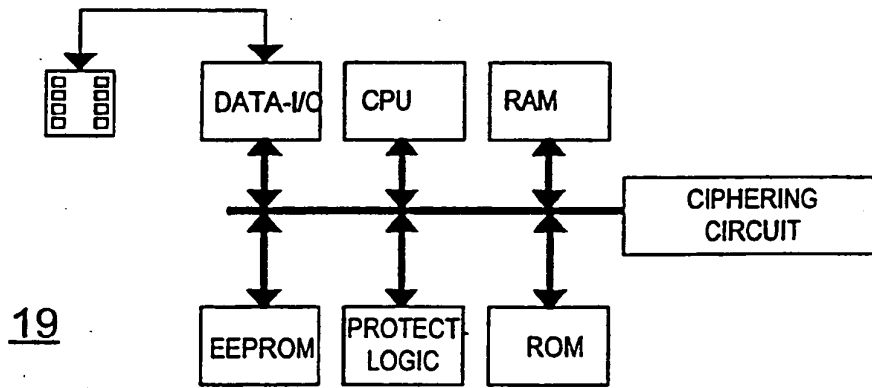 DATA-I/O
CPU
RAM
CIPHERING
CIRCUIT
19
EEPROM
PROTECT-
LOGIC
ROM